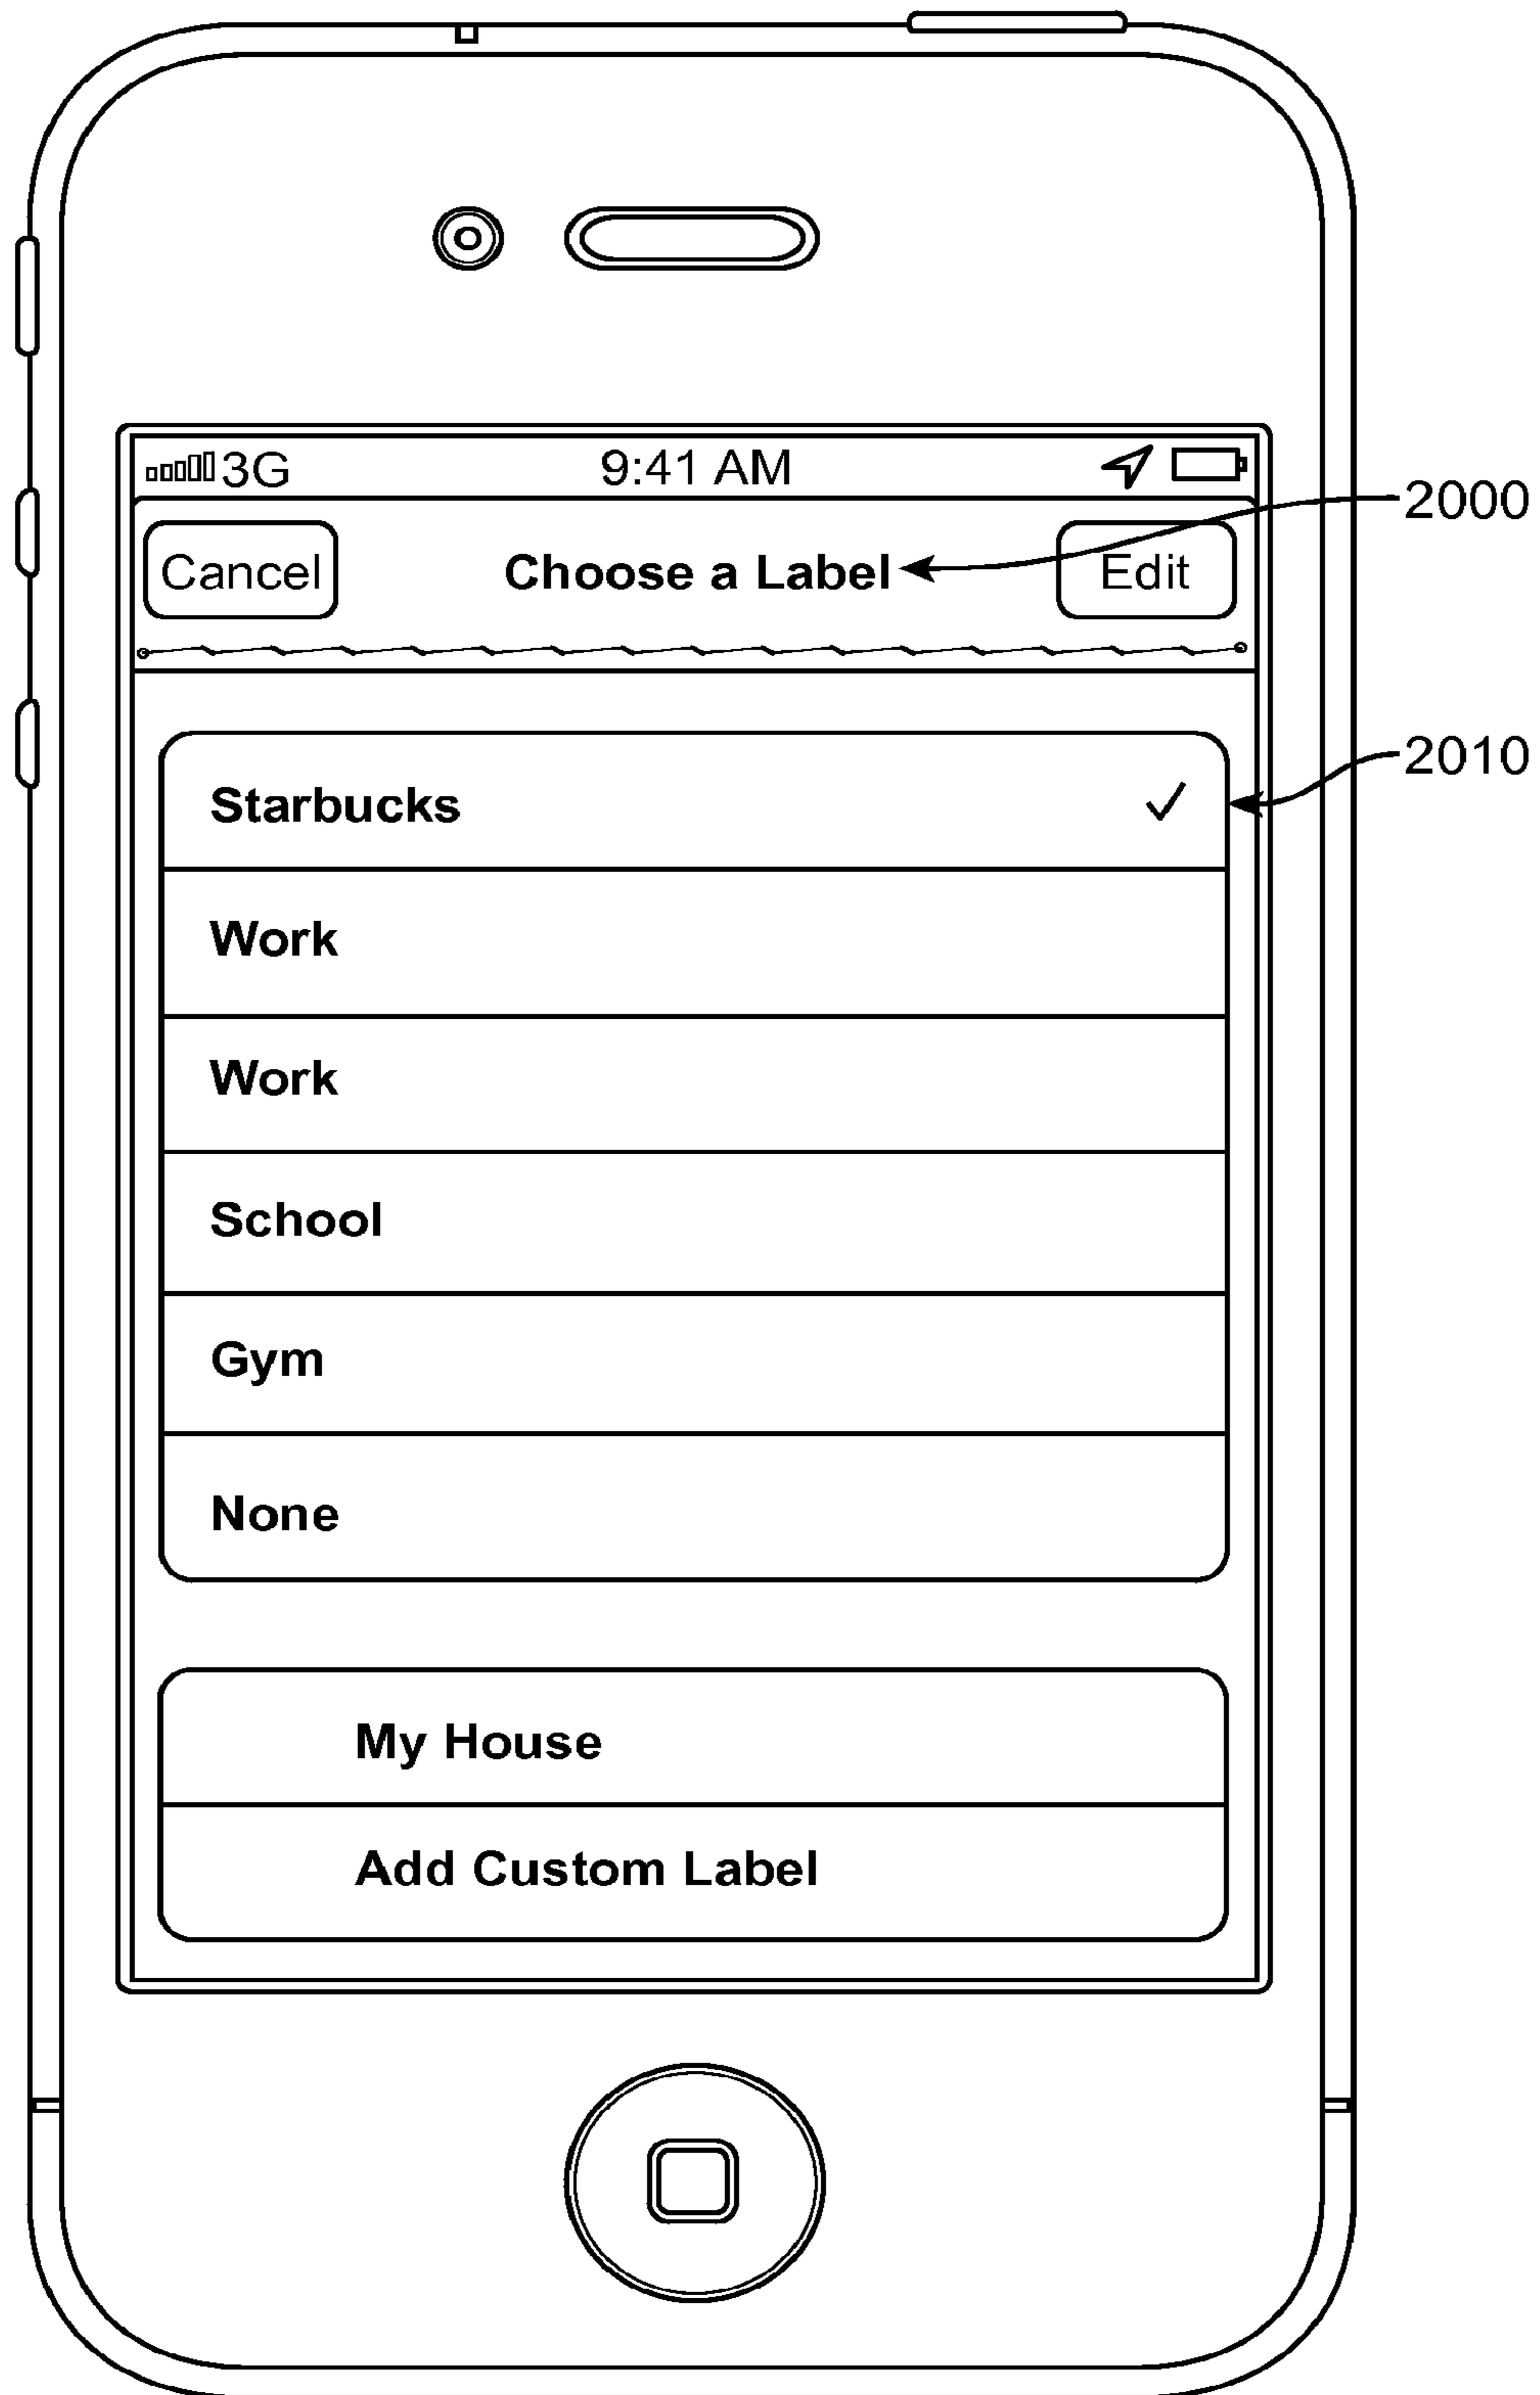 3G 9:41 AM
2000
Cancel Choose a Label Edit
2010
Starbucks
Work
Work
School
Gym
None
My House
Add Custom Label